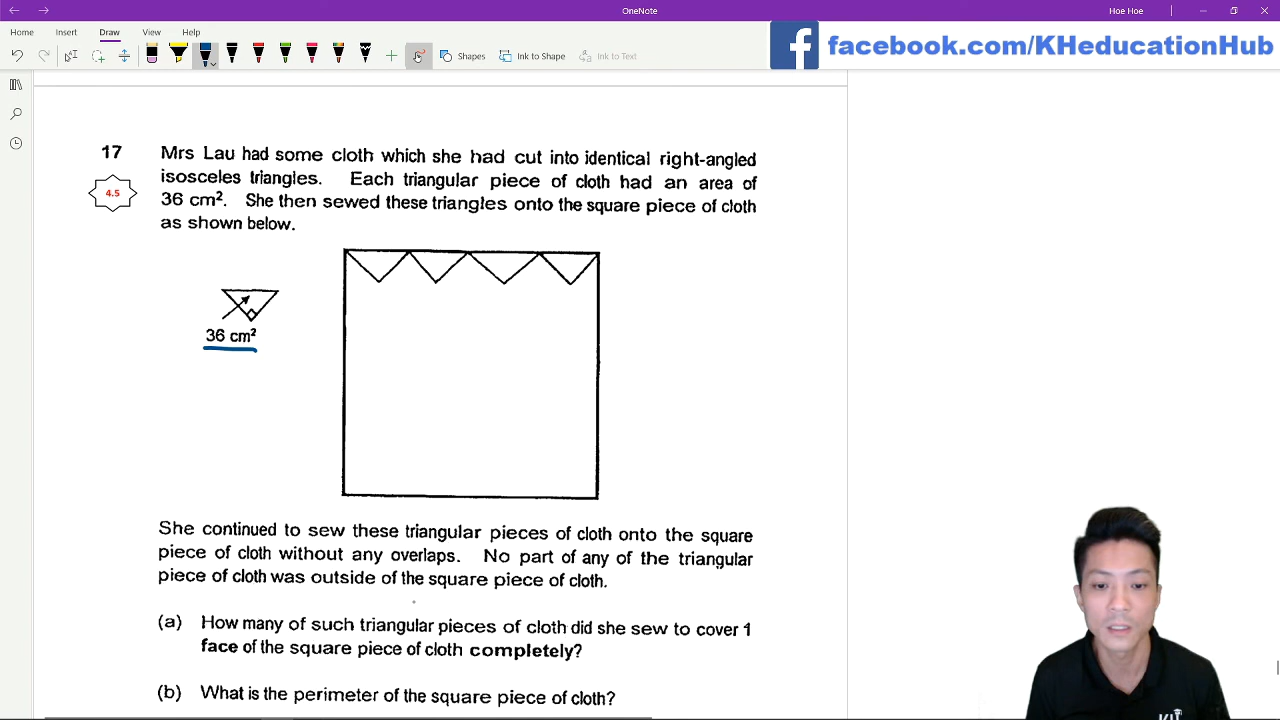 OneNote
Hoe Hoe
Home
Insert
Draw
View
Help
Shapes
Ink to Shape
Ink to Text
facebook.com/KHeducationHub
17
4.5
Mrs Lau had some cloth which she had cut into identical right-angled
isosceles triangles. Each triangular piece of cloth had an area of
36 cm². She then sewed these triangles onto the square piece of cloth
as shown below.
36 cm²
She continued to sew these triangular pieces of cloth onto the square
piece of cloth without any overlaps. No part of any of the triangular
piece of cloth was outside of the square piece of cloth.
(a) How many of such triangular pieces of cloth did she sew to cover 1
face of the square piece of cloth completely?
(b) What is the perimeter of the square piece of cloth?